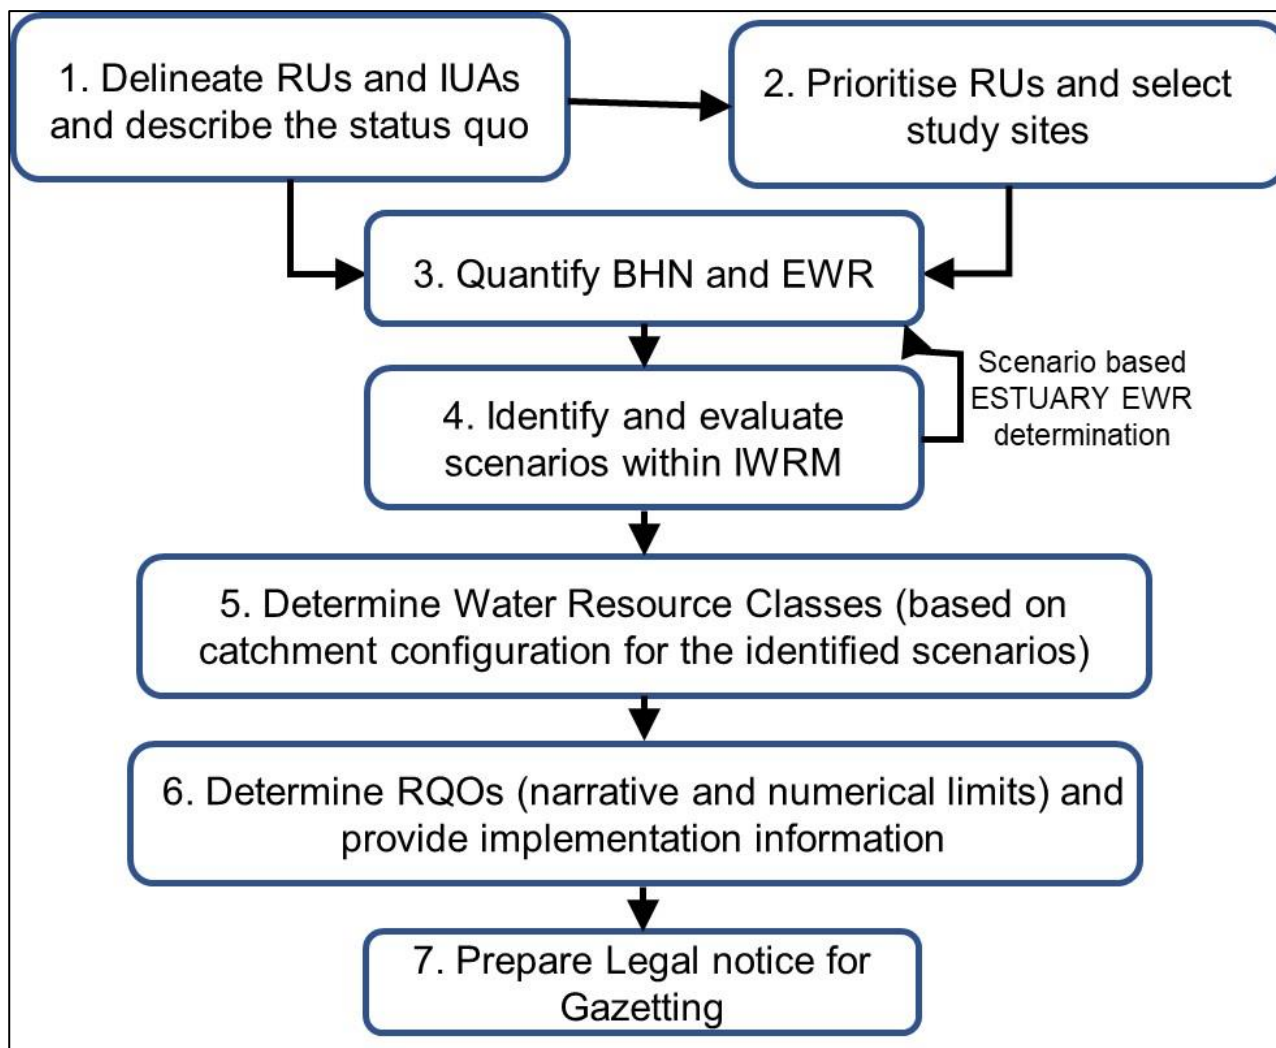 1. Delineate RUs and IUAs
and describe the status quo
2. Prioritise RUs and select
study sites
3. Quantify BHN and EWR
4. Identify and evaluate
scenarios within IWRM
Scenario based
ESTUARY EWR
determination
5. Determine Water Resource Classes (based on
catchment configuration for the identified scenarios)
6. Determine RQOs (narrative and numerical limits) and
provide implementation information
7. Prepare Legal notice for
Gazetting